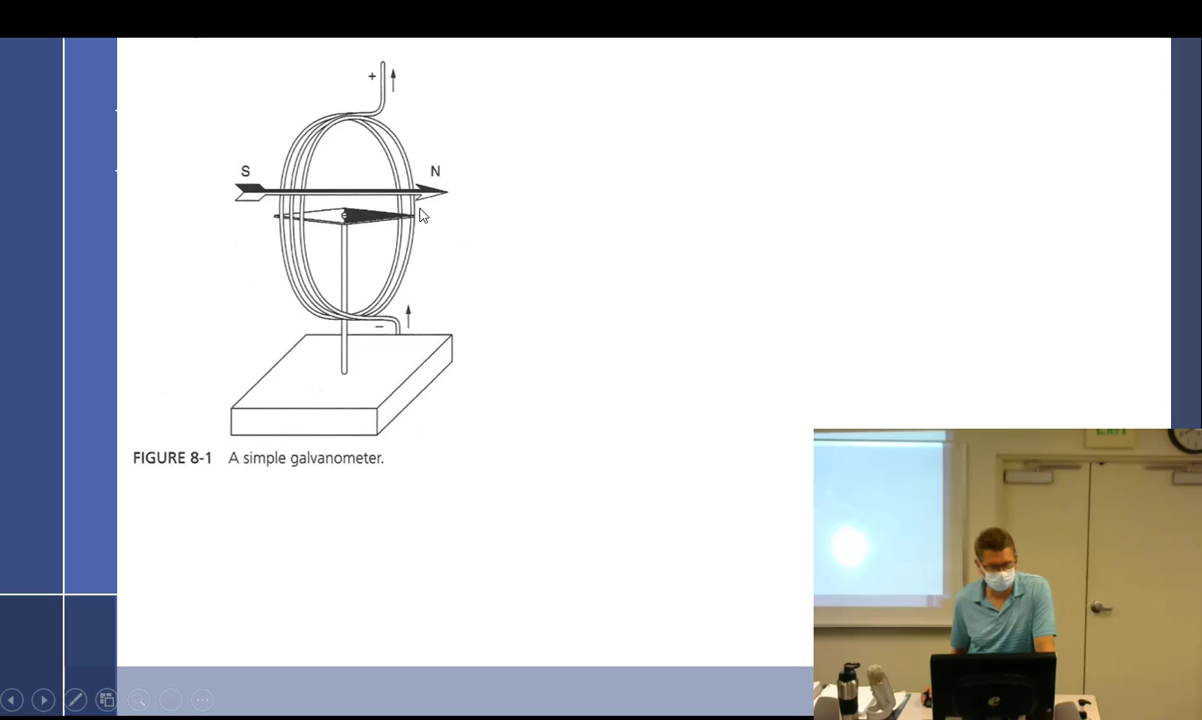 +
S
N
–
FIGURE 8-1 A simple galvanometer.
EXIT
e